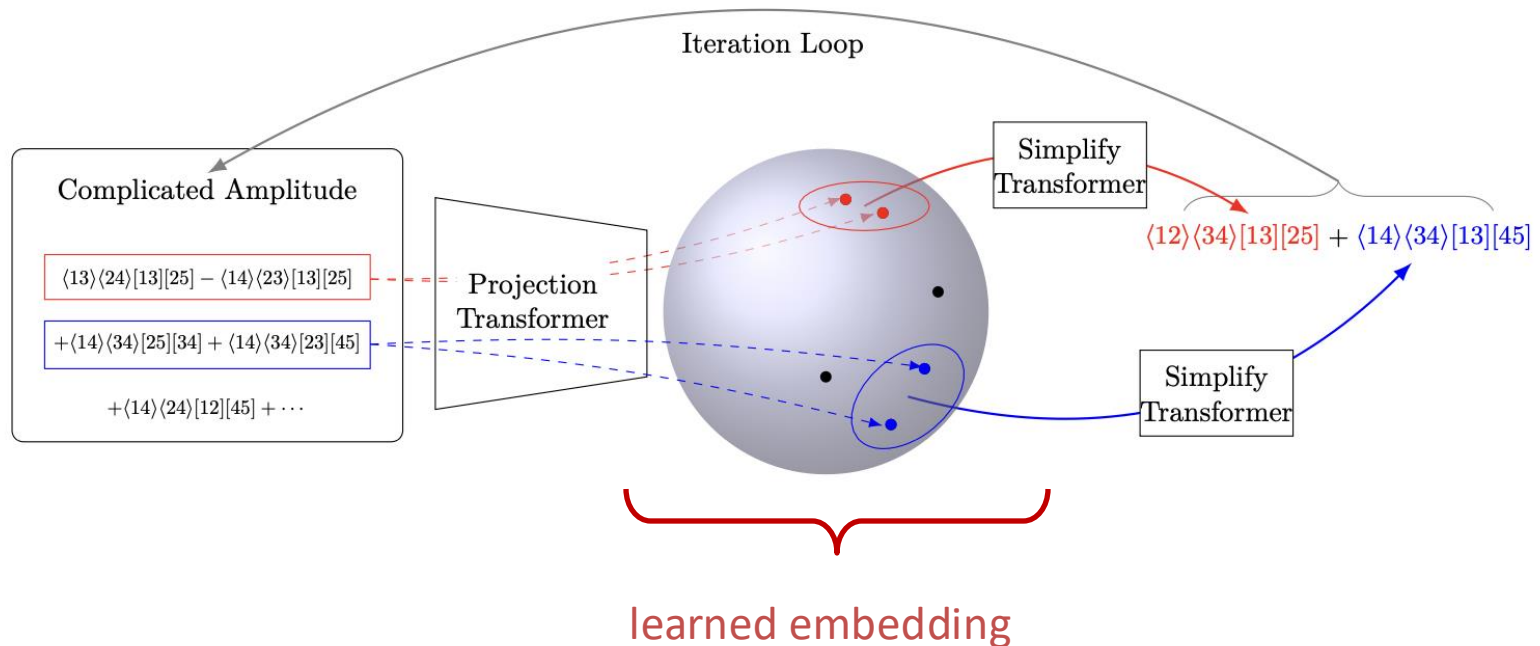 Iteration Loop
Complicated Amplitude
⟨13⟩⟨24⟩[13][25] − ⟨14⟩⟨23⟩[13][25]
+⟨14⟩⟨34⟩[25][34] + ⟨14⟩⟨34⟩[23][45]
+⟨14⟩⟨24⟩[12][45] + ⋯
Projection
Transformer
Simplify
Transformer
⟨12⟩⟨34⟩[13][25] + ⟨14⟩⟨34⟩[13][45]
Simplify
Transformer
learned embedding